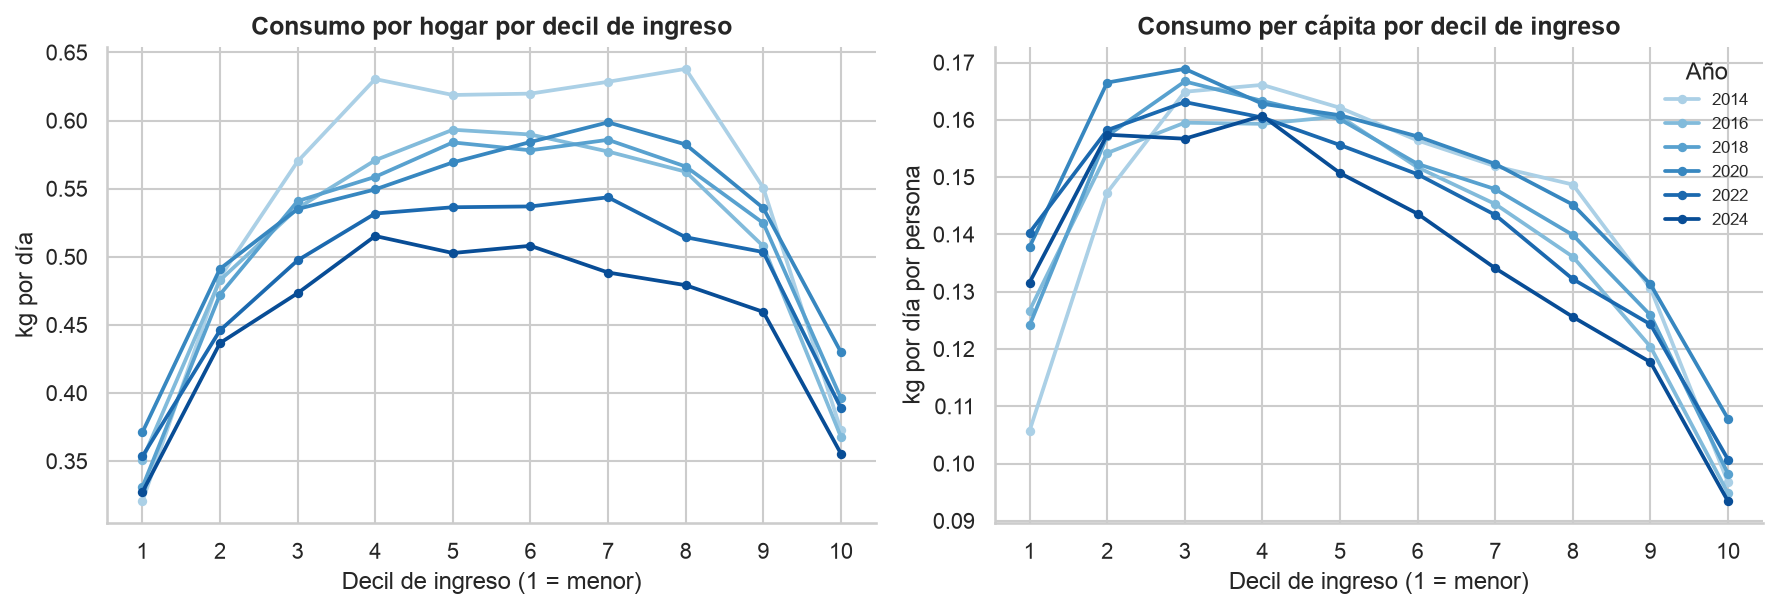 Consumo por hogar por decil de ingreso
0.65
0.60
0.55
0.50
0.45
0.40
0.35
kg por día
1 2 3 4 5 6 7 8 9 10
Decil de ingreso (1 = menor)
Consumo per cápita por decil de ingreso
0.17
0.16
0.15
0.14
0.13
0.12
0.11
0.10
0.09
kg por día por persona
1 2 3 4 5 6 7 8 9 10
Decil de ingreso (1 = menor)
Año
2014
2016
2018
2020
2022
2024